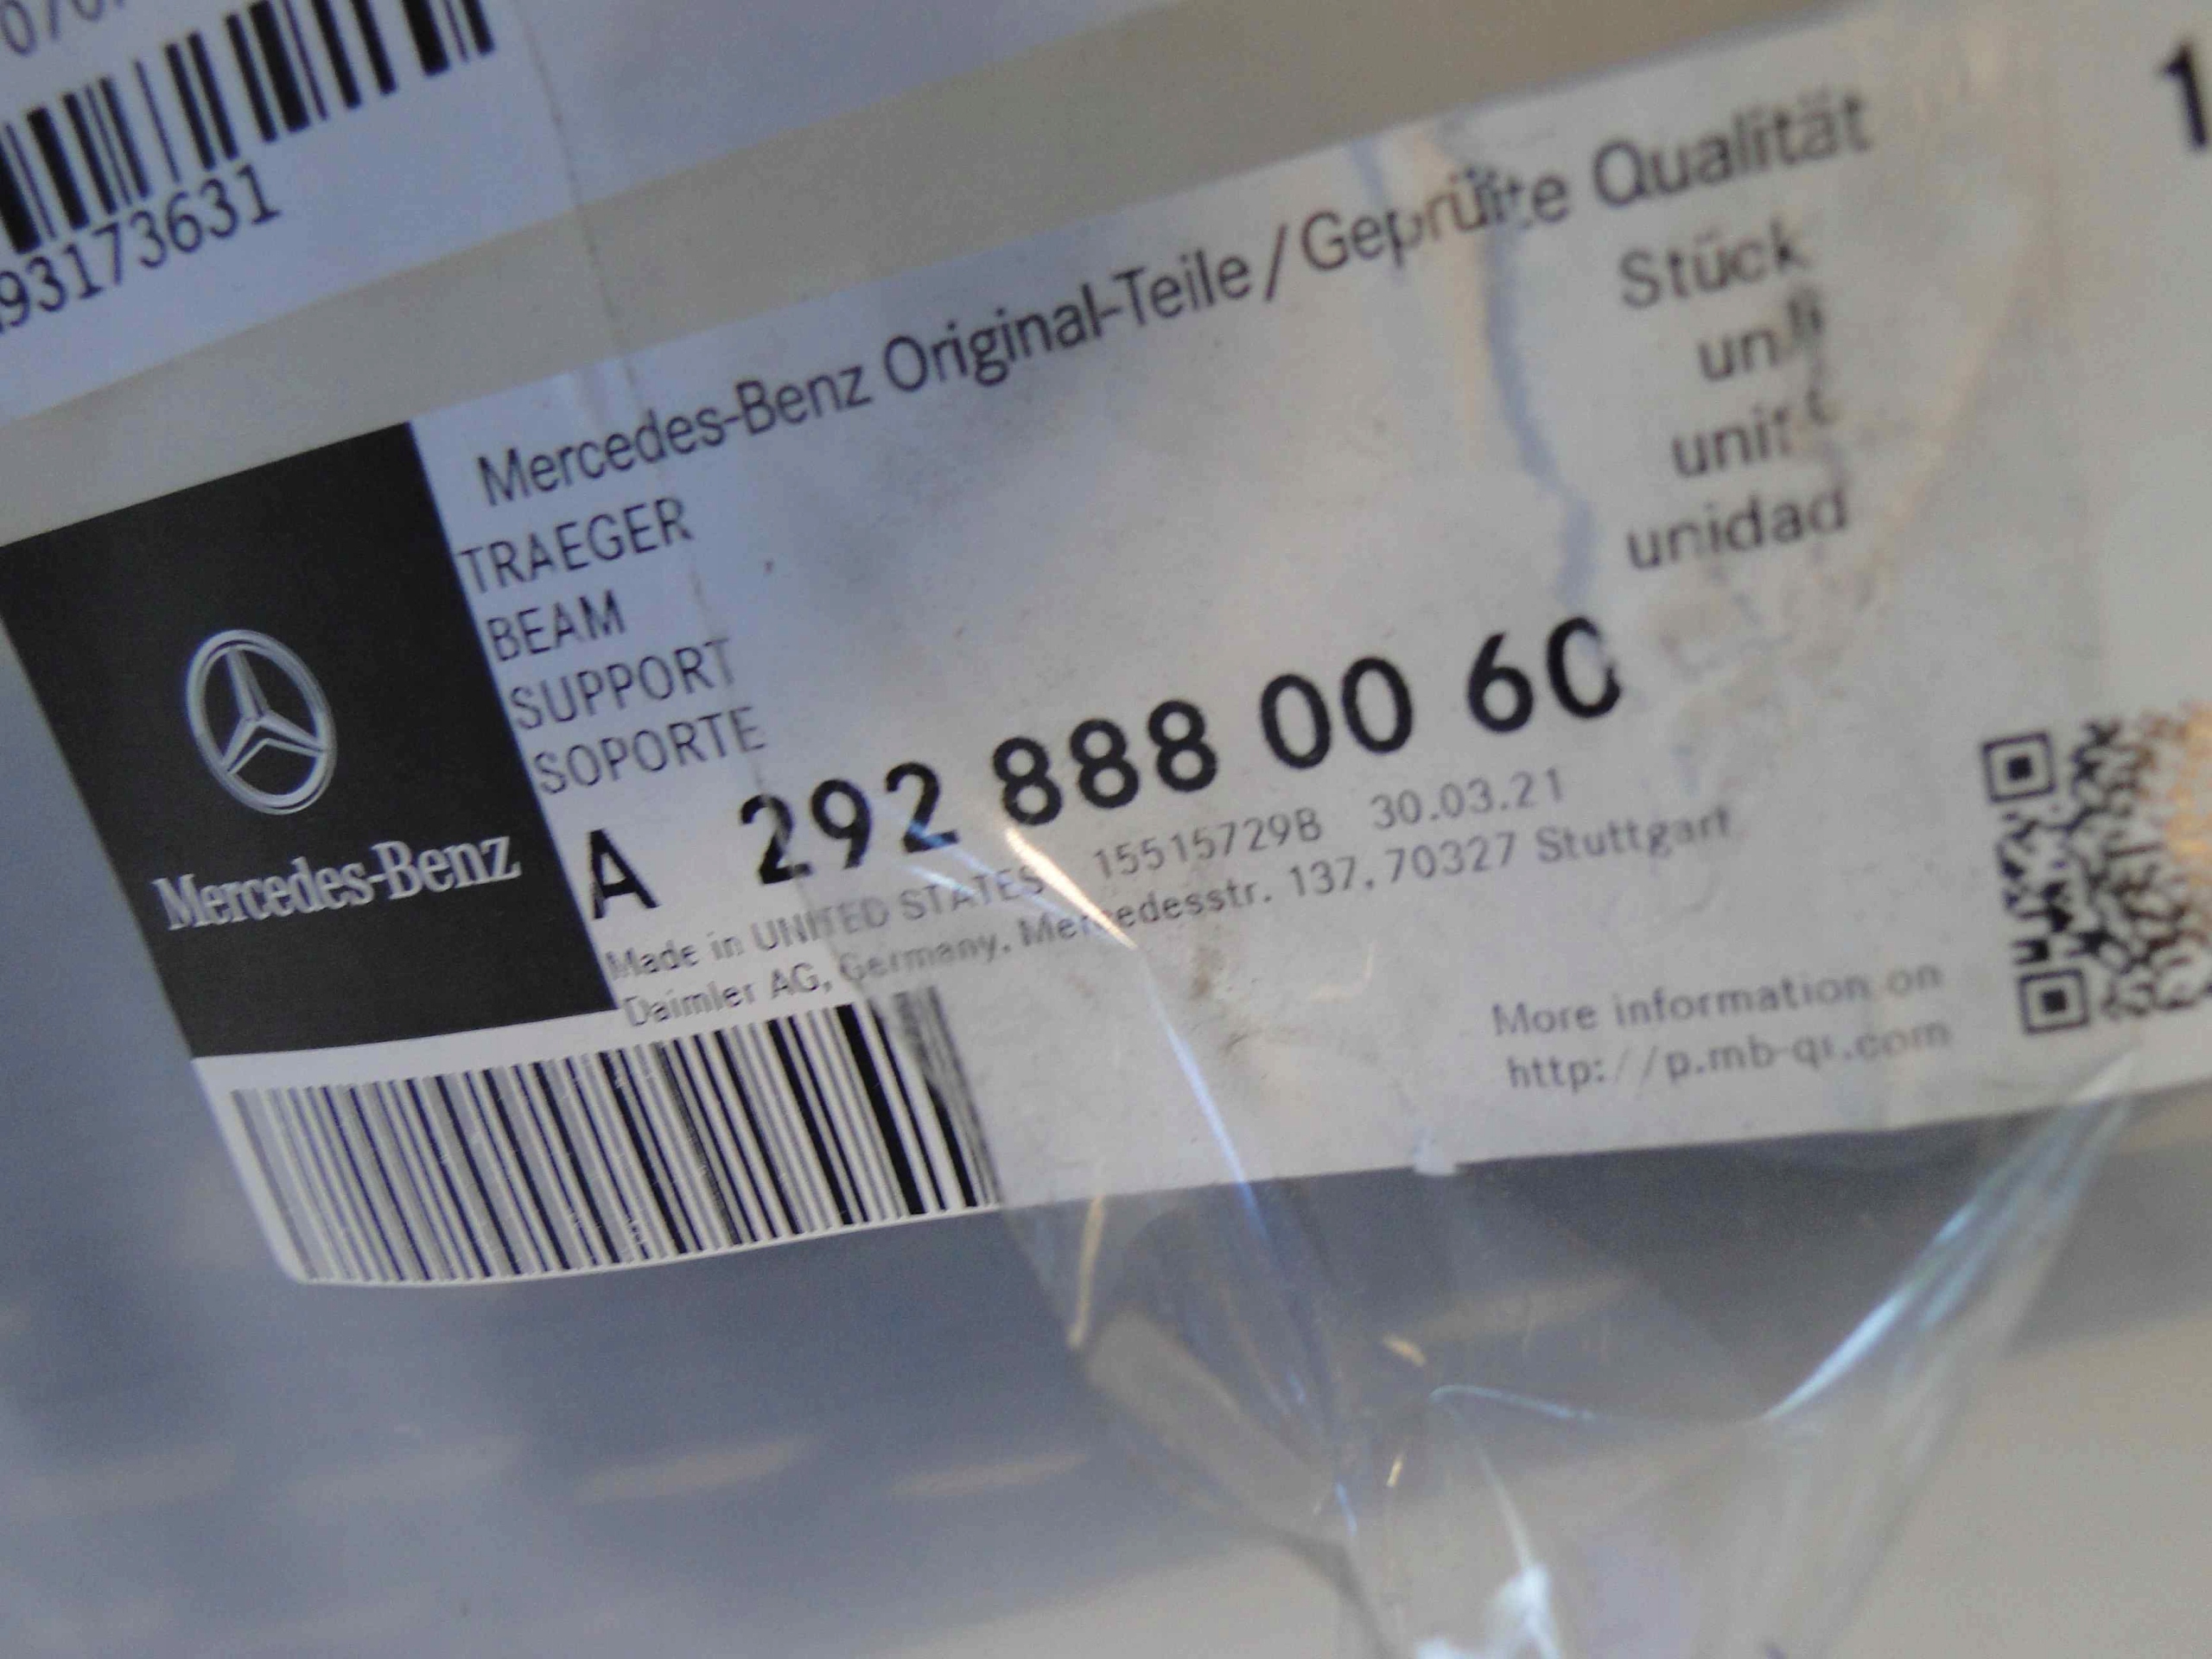 93173631
Mercedes-Benz Original-Teile/Geprüfte Qualität
1
Stück
unit
unidad
TRAEGER
BEAM
SUPPORT
SOPORTE
A 292 888 00 60
Made in UNITED STATES 15515729B 30.03.21
Daimler AG, Germany, Mercedesstr. 137, 70327 Stuttgart
Mercedes-Benz
More information on
http://p.mb-qr.com